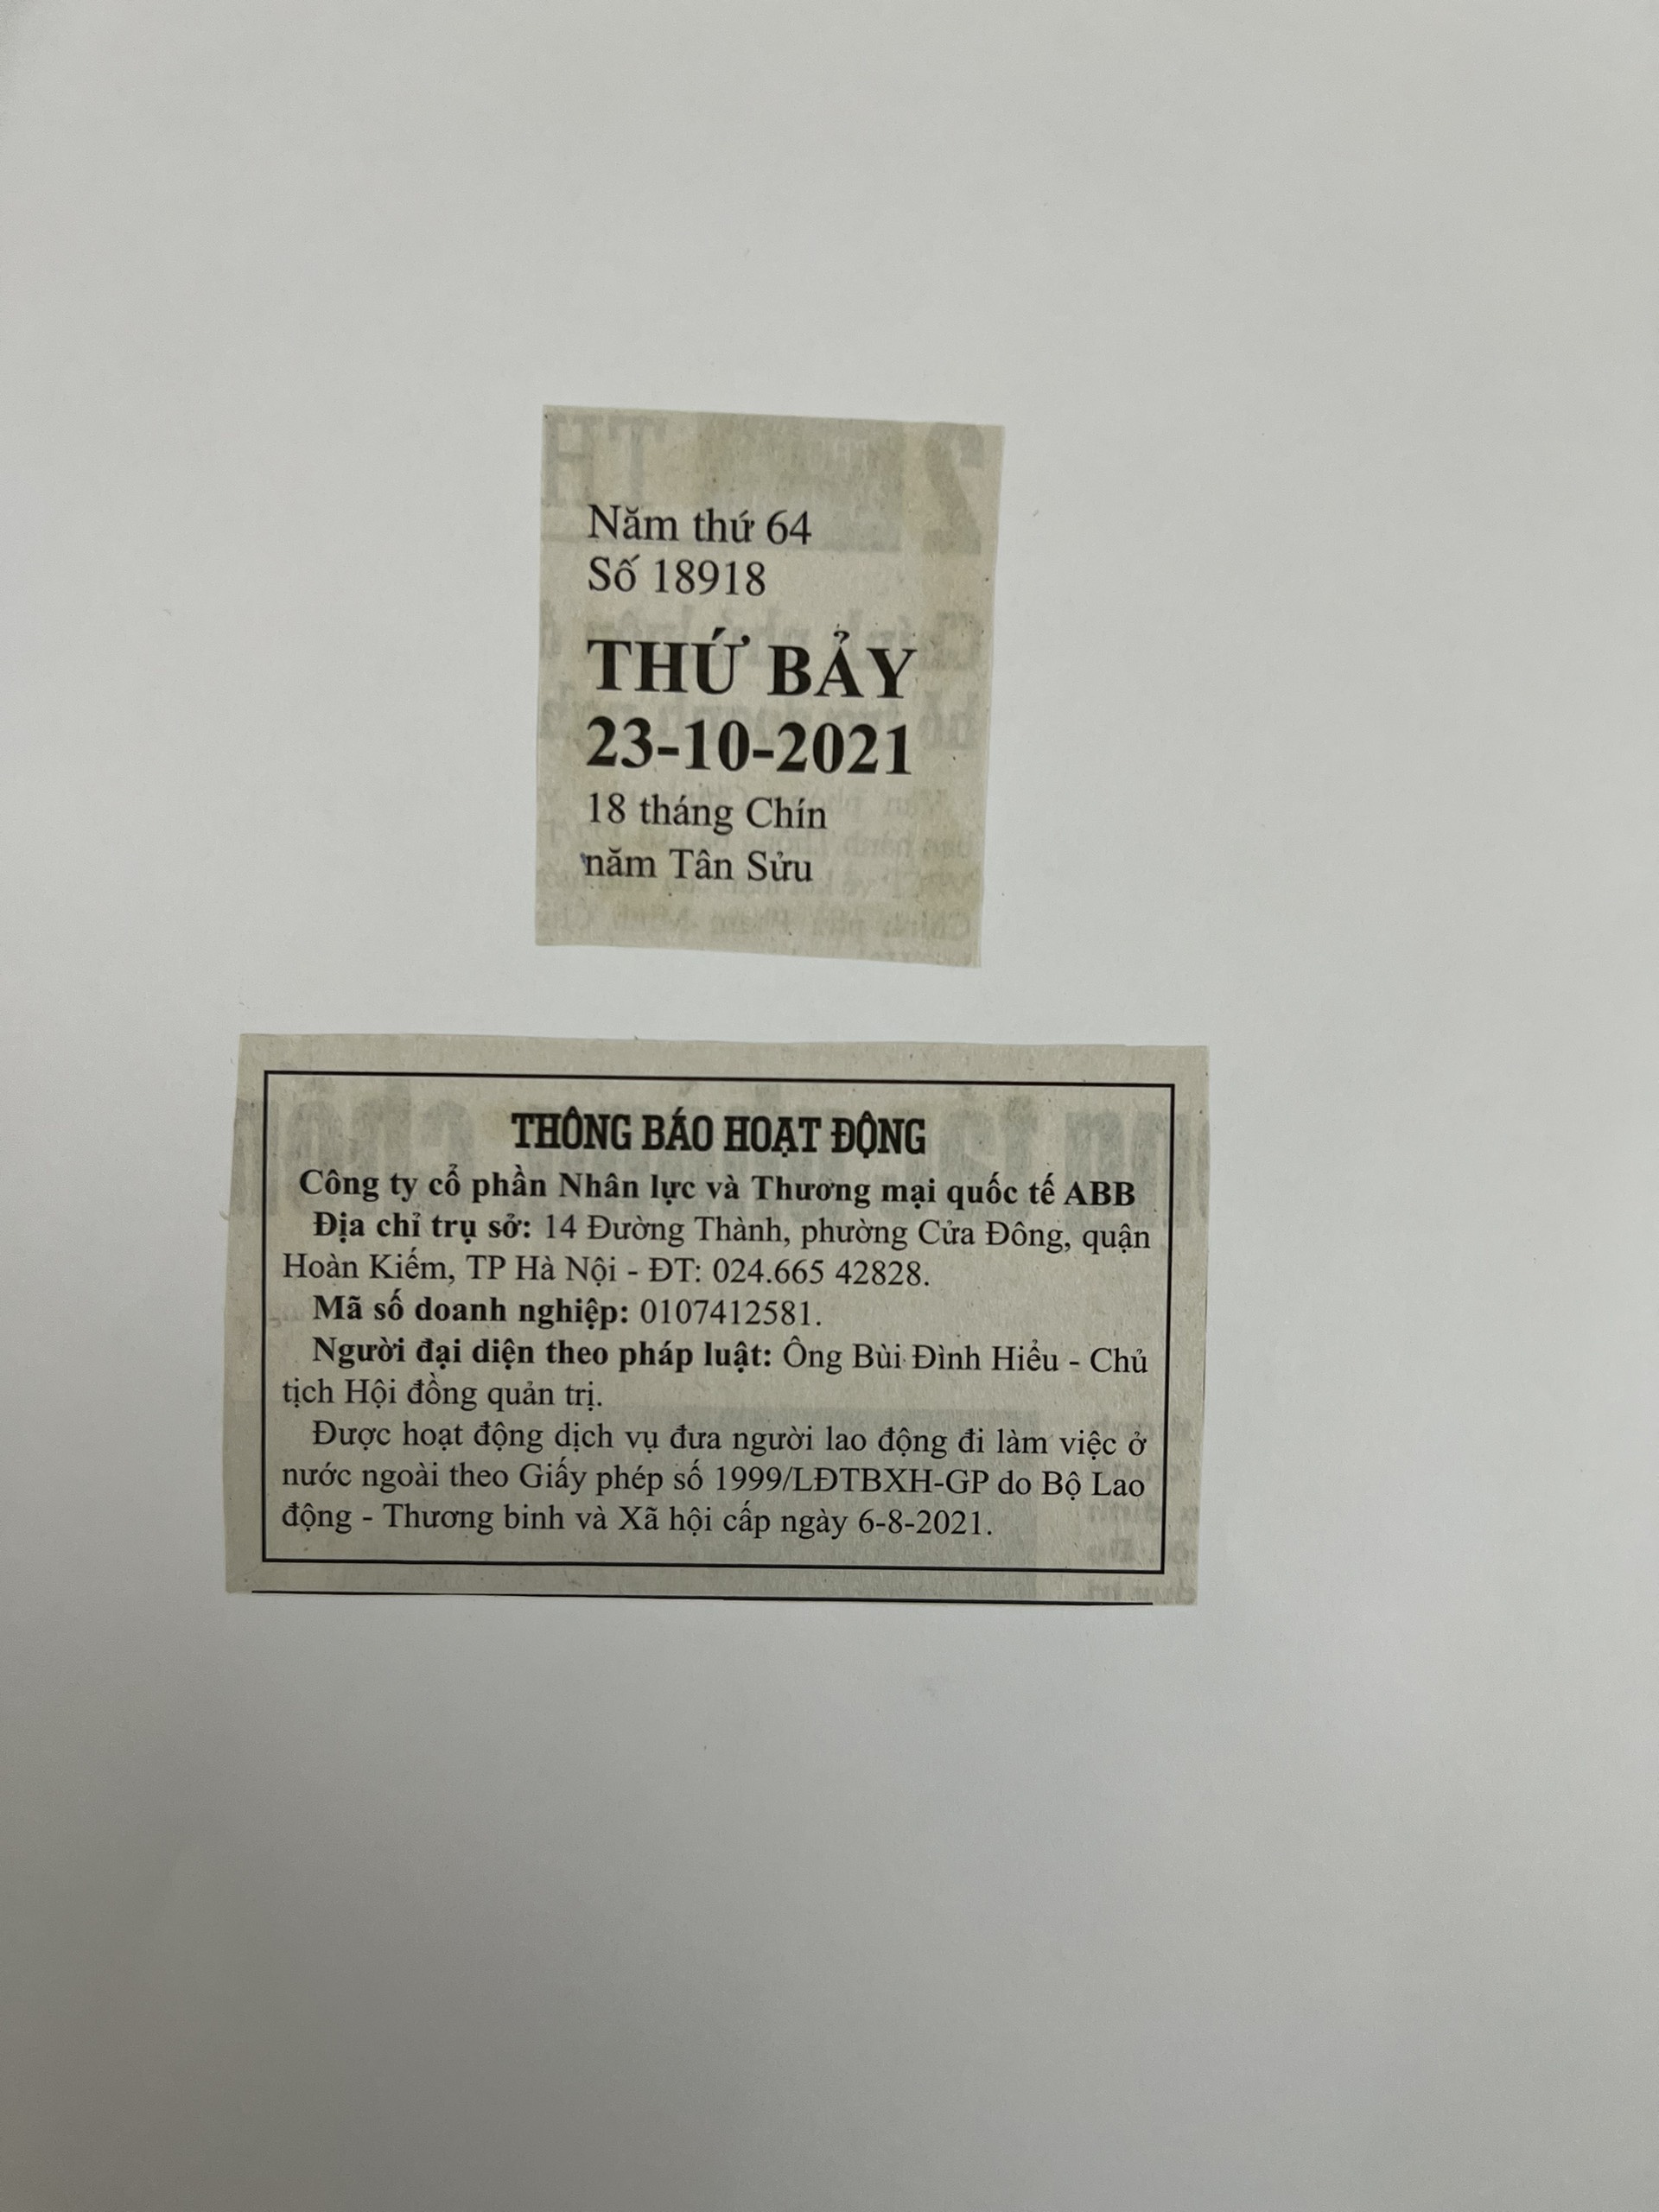 Năm thứ 64
Số 18918
THỨ BẢY
23-10-2021
18 tháng Chín
năm Tân Sửu
THÔNG BÁO HOẠT ĐỘNG
Công ty cổ phần Nhân lực và Thương mại quốc tế ABB
Địa chỉ trụ sở: 14 Đường Thành, phường Cửa Đông, quận
Hoàn Kiếm, TP Hà Nội - ĐT: 024.665 42828.
Mã số doanh nghiệp: 0107412581.
Người đại diện theo pháp luật: Ông Bùi Đình Hiểu - Chủ
tịch Hội đồng quản trị.
Được hoạt động dịch vụ đưa người lao động đi làm việc ở
nước ngoài theo Giấy phép số 1999/LĐTBXH-GP do Bộ Lao
động - Thương binh và Xã hội cấp ngày 6-8-2021.